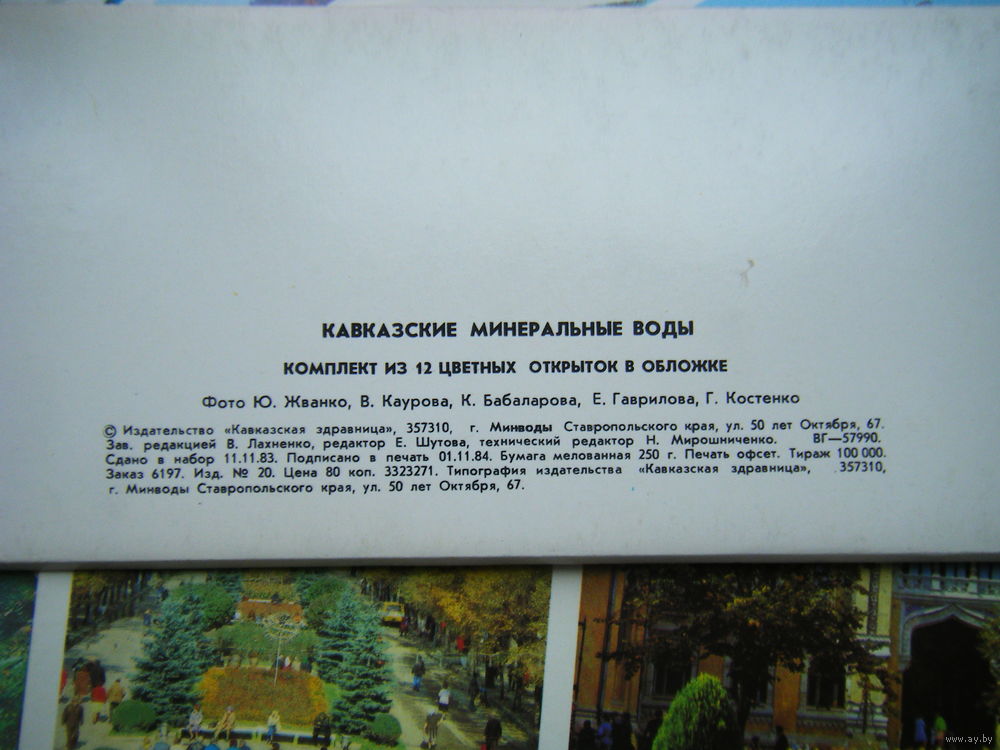 КАВКАЗСКИЕ МИНЕРАЛЬНЫЕ ВОДЫ
КОМПЛЕКТ ИЗ 12 ЦВЕТНЫХ ОТКРЫТОК В ОБЛОЖКЕ
Фото Ю. Жванко, В. Каурова, К. Бабаларова, Е. Гаврилова, Г. Костенко
© Издательство «Кавказская здравница», 357310, г. Минводы Ставропольского края, ул. 50 лет Октября, 67.
Зав. редакцией В. Лахненко, редактор Е. Шутова, технический редактор Н. Мирошниченко. ВГ—57990.
Сдано в набор 11.11.83. Подписано в печать 01.11.84. Бумага мелованная 250 г. Печать офсет. Тираж 100 000.
Заказ 6197. Изд. № 20. Цена 80 коп. 3323271. Типография издательства «Кавказская здравница», 357310,
г. Минводы Ставропольского края, ул. 50 лет Октября, 67.
www.ay.by